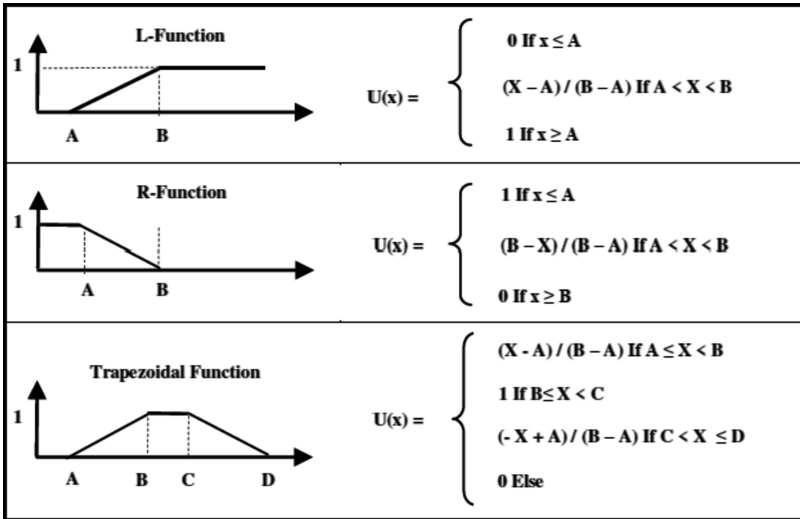 L-Function
1
A B
U(x) =
0 If x ≤ A
(X – A) / (B – A) If A < X < B
1 If x ≥ A
R-Function
1
A B
U(x) =
1 If x ≤ A
(B – X) / (B – A) If A < X < B
0 If x ≥ B
Trapezoidal Function
1
A B C D
U(x) =
(X - A) / (B – A) If A ≤ X < B
1 If B≤ X < C
(- X + A) / (B – A) If C < X ≤ D
0 Else